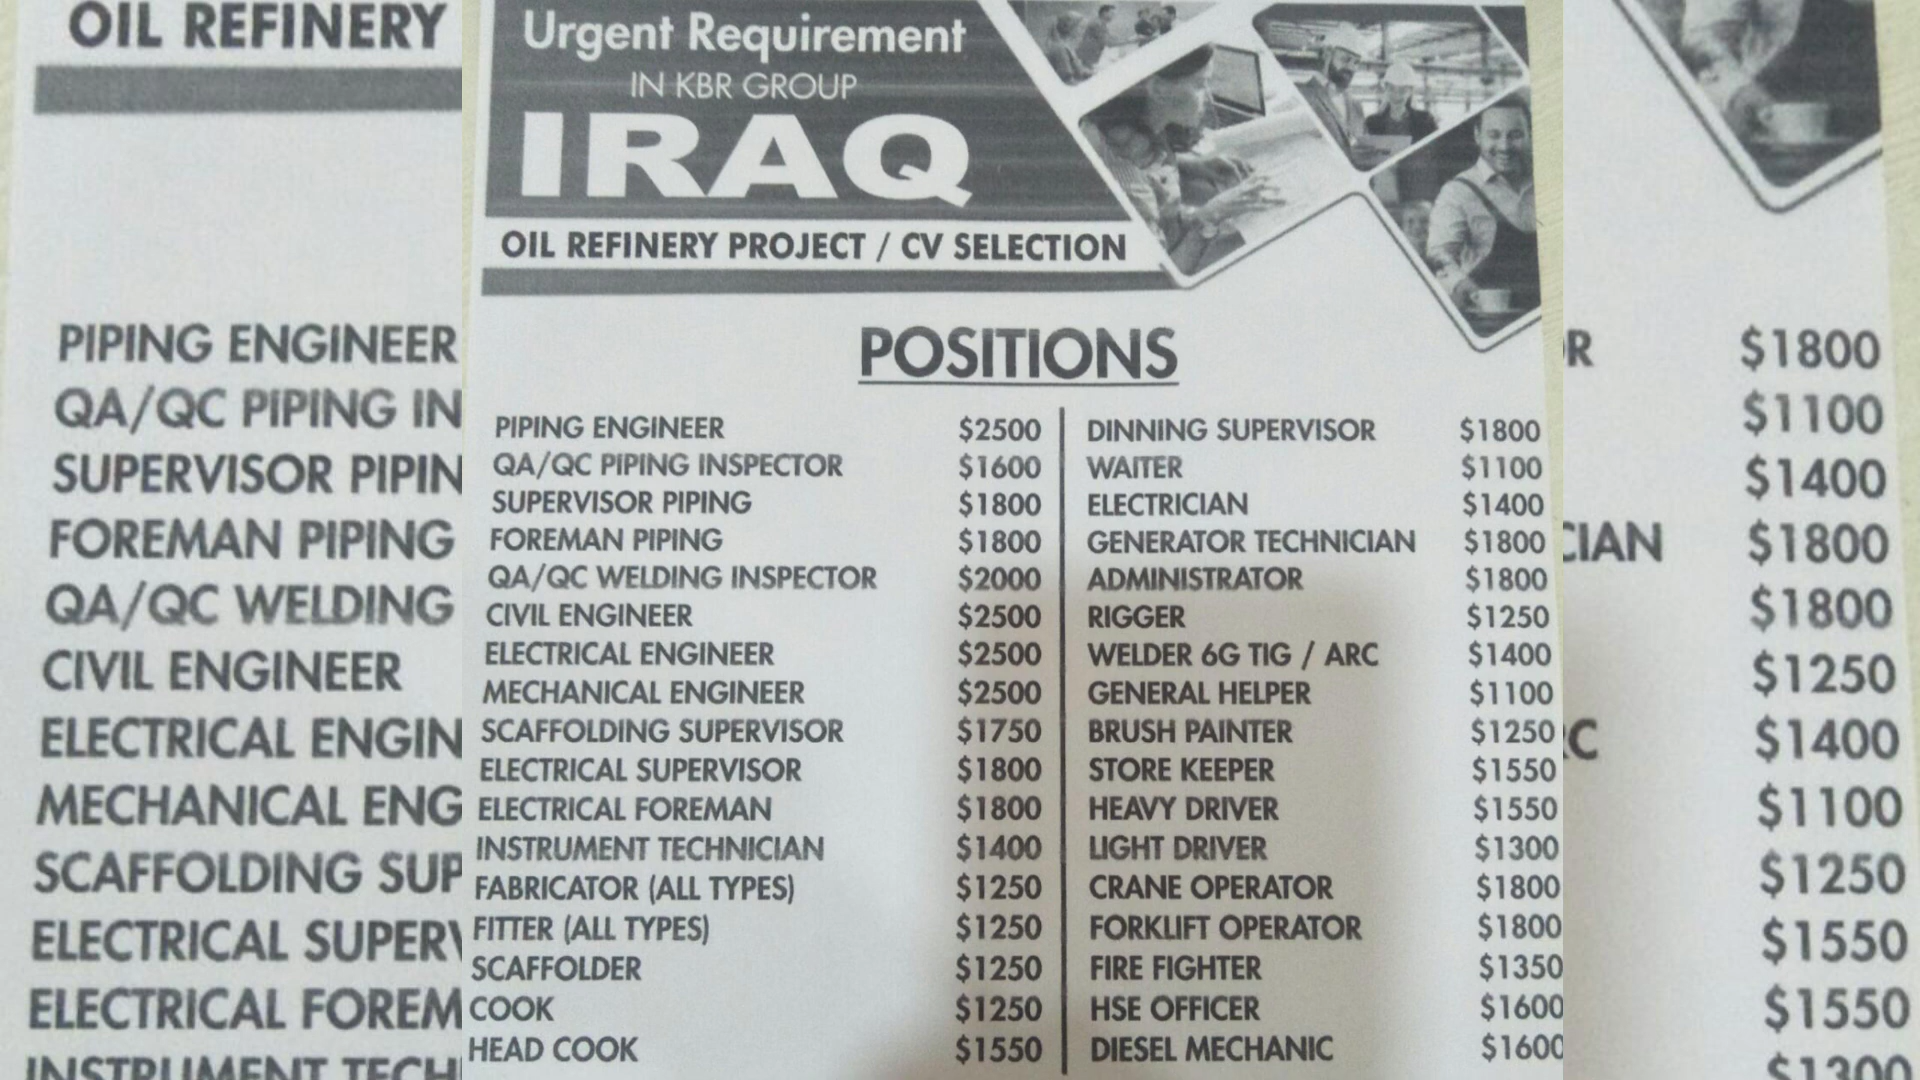 OIL REFINERY
PIPING ENGINEER
QA/QC PIPING IN
SUPERVISOR PIPIN
FOREMAN PIPING
QA/QC WELDING
CIVIL ENGINEER
ELECTRICAL ENGIN
MECHANICAL ENG
SCAFFOLDING SUP
ELECTRICAL SUPERV
ELECTRICAL FOREM
INSTRUMENT TECH
Urgent Requirement
IN KBR GROUP
IRAQ
OIL REFINERY PROJECT / CV SELECTION
POSITIONS
PIPING ENGINEER $2500
QA/QC PIPING INSPECTOR $1600
SUPERVISOR PIPING $1800
FOREMAN PIPING $1800
QA/QC WELDING INSPECTOR $2000
CIVIL ENGINEER $2500
ELECTRICAL ENGINEER $2500
MECHANICAL ENGINEER $2500
SCAFFOLDING SUPERVISOR $1750
ELECTRICAL SUPERVISOR $1800
ELECTRICAL FOREMAN $1800
INSTRUMENT TECHNICIAN $1400
FABRICATOR (ALL TYPES) $1250
FITTER (ALL TYPES) $1250
SCAFFOLDER $1250
COOK $1250
HEAD COOK $1550
DINNING SUPERVISOR $1800
WAITER $1100
ELECTRICIAN $1400
GENERATOR TECHNICIAN $1800
ADMINISTRATOR $1800
RIGGER $1250
WELDER 6G TIG / ARC $1400
GENERAL HELPER $1100
BRUSH PAINTER $1250
STORE KEEPER $1550
HEAVY DRIVER $1550
LIGHT DRIVER $1300
CRANE OPERATOR $1800
FORKLIFT OPERATOR $1800
FIRE FIGHTER $1350
HSE OFFICER $1600
DIESEL MECHANIC $1600
R $1800
$1100
$1400
CIAN $1800
$1800
$1250
RC $1400
$1100
$1250
$1550
$1550
$1300